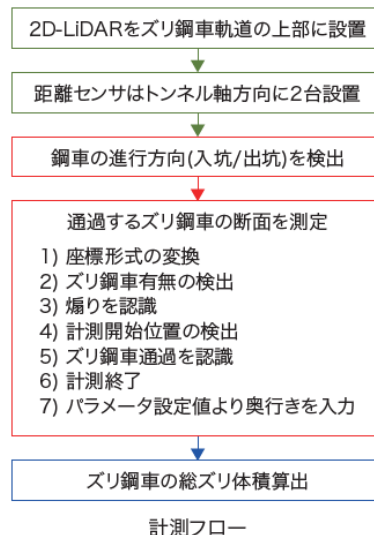 2D-LiDARをズリ鋼車軌道の上部に設置
距離センサはトンネル軸方向に2台設置
鋼車の進行方向(入坑/出坑)を検出
通過するズリ鋼車の断面を測定
1) 座標形式の変換
2) ズリ鋼車有無の検出
3) 煽りを認識
4) 計測開始位置の検出
5) ズリ鋼車通過を認識
6) 計測終了
7) パラメータ設定値より奥行きを入力
ズリ鋼車の総ズリ体積算出
計測フロー